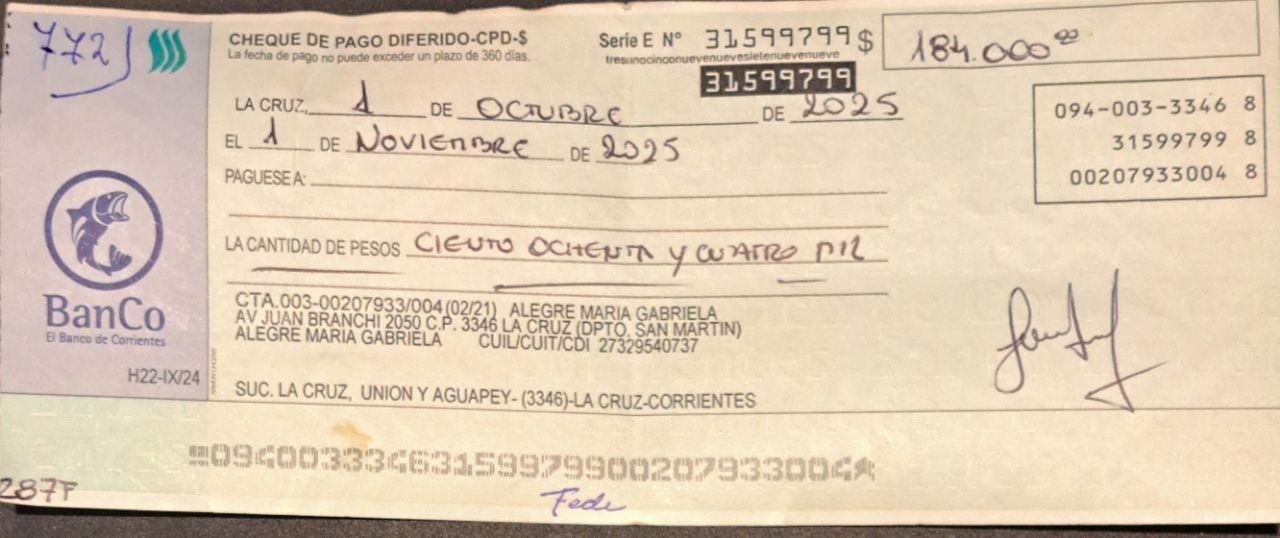 772
CHEQUE DE PAGO DIFERIDO-CPD-$
La fecha de pago no puede exceder un plazo de 360 días.
Serie E Nº 31599799 $ 184.000⁰⁰
tresunocinconuevenuevesietenuevenueve
31599799
LA CRUZ, 1 DE OCTUBRE DE 2025
EL 1 DE NOVIEMBRE DE 2025
094-003-3346 8
31599799 8
00207933004 8
PAGUESE A:
LA CANTIDAD DE PESOS CIENTO OCHENTA Y CUATRO MIL
BanCo
El Banco de Corrientes
H22-IX/24
CTA.003-00207933/004 (02/21) ALEGRE MARIA GABRIELA
AV JUAN BRANCHI 2050 C.P. 3346 LA CRUZ (DPTO. SAN MARTIN)
ALEGRE MARIA GABRIELA CUIL/CUIT/CDI 27329540737
SUC. LA CRUZ, UNION Y AGUAPEY- (3346)-LA CRUZ-CORRIENTES
09400333463159979900207933004
287F
Fede